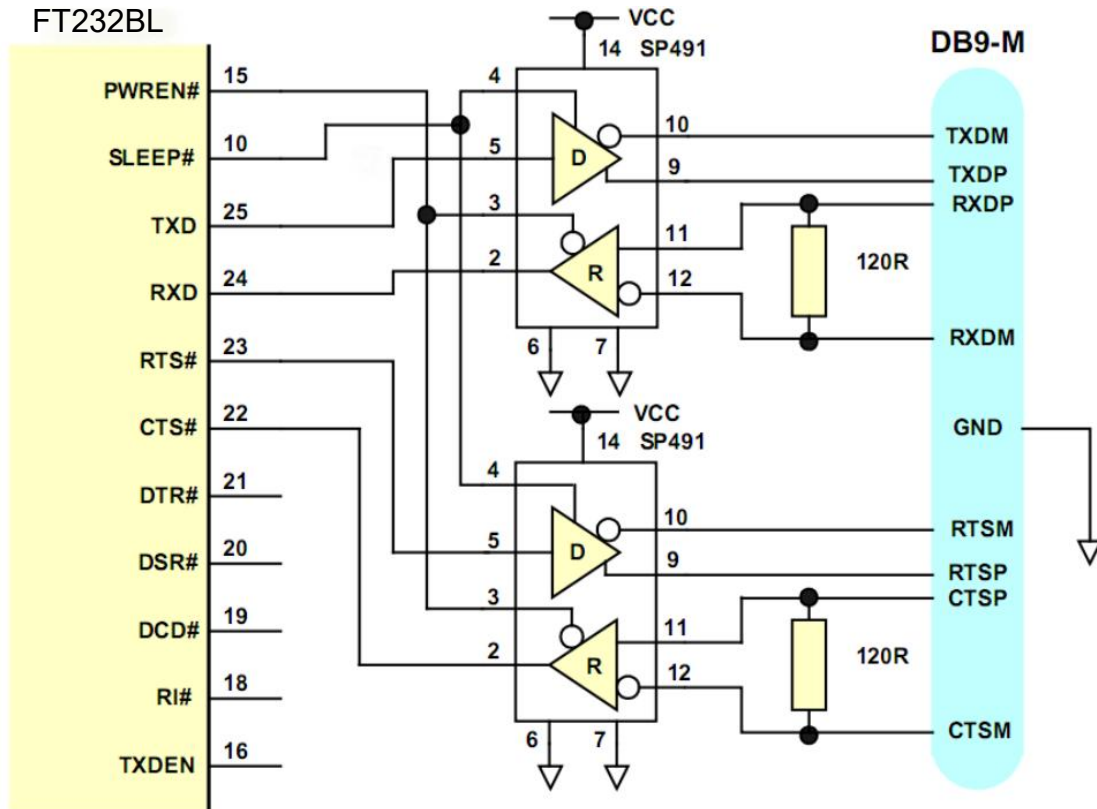 FT232BL
PWREN#
15
SLEEP#
10
TXD
25
RXD
24
RTS#
23
CTS#
22
DTR#
21
DSR#
20
DCD#
19
RI#
18
TXDEN
16
VCC
14 SP491
4
5
D
3
2
R
10
9
11
12
6
7
VCC
14 SP491
4
5
D
3
2
R
10
9
11
12
6
7
120R
120R
DB9-M
TXDM
TXDP
RXDP
RXDM
GND
RTSM
RTSP
CTSP
CTSM